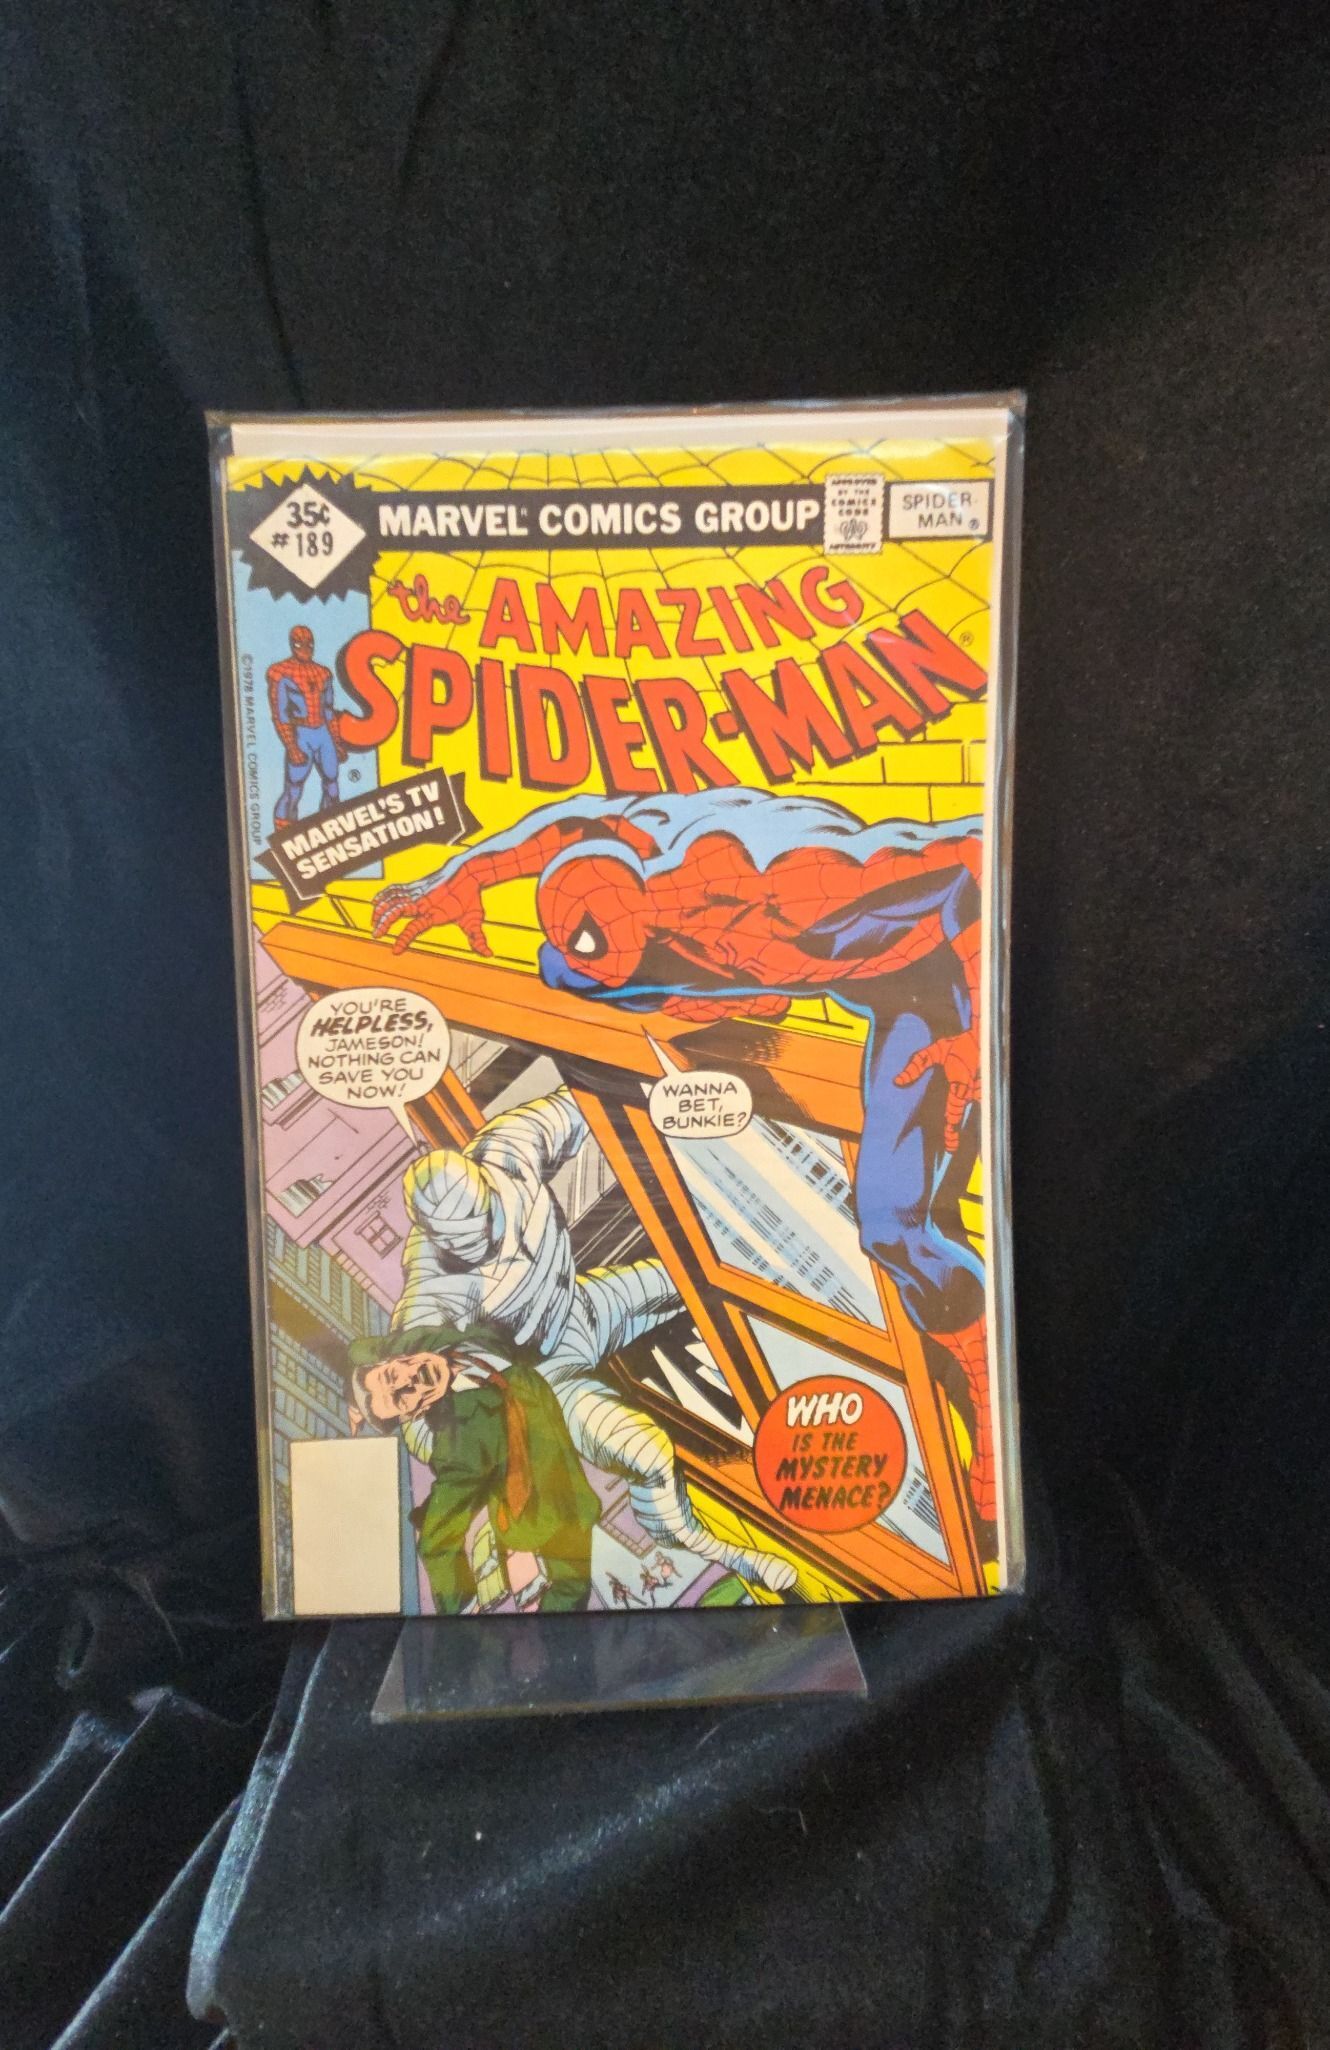 35¢
#189
MARVEL® COMICS GROUP
APPROVED
BY THE
COMICS
CODE
AUTHORITY
SPIDER-
MAN®
the AMAZING
SPIDER-MAN®
©1978 MARVEL COMICS GROUP
®
MARVEL'S TV
SENSATION!
YOU'RE
HELPLESS,
JAMESON!
NOTHING CAN
SAVE YOU
NOW!
WANNA
BET,
BUNKIE?
WHO
IS THE
MYSTERY
MENACE?